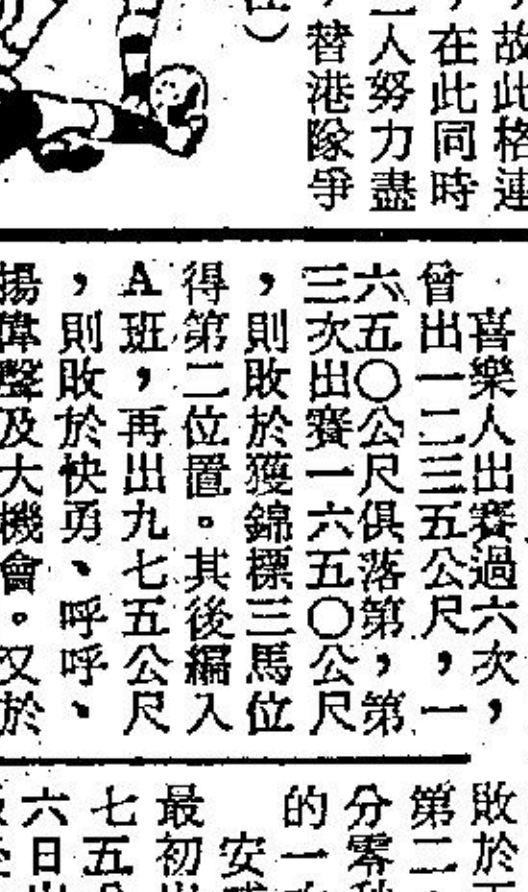 故此格連
，在此同時
二人努力盡
，替港隊爭
位）
喜樂人出賽過六次，
曾出一二三五公尺，一
六五〇公尺俱落第，第
三次出賽一六五〇公尺
，則敗於獲錦標三馬位
得第二位置。其後編入
A班，再出九七五公尺
，則敗於快勇、呼呼、
揚偉聲及大機會。又於
敗於
第二
分零秒
的一
安
最初出
七五公
六日出